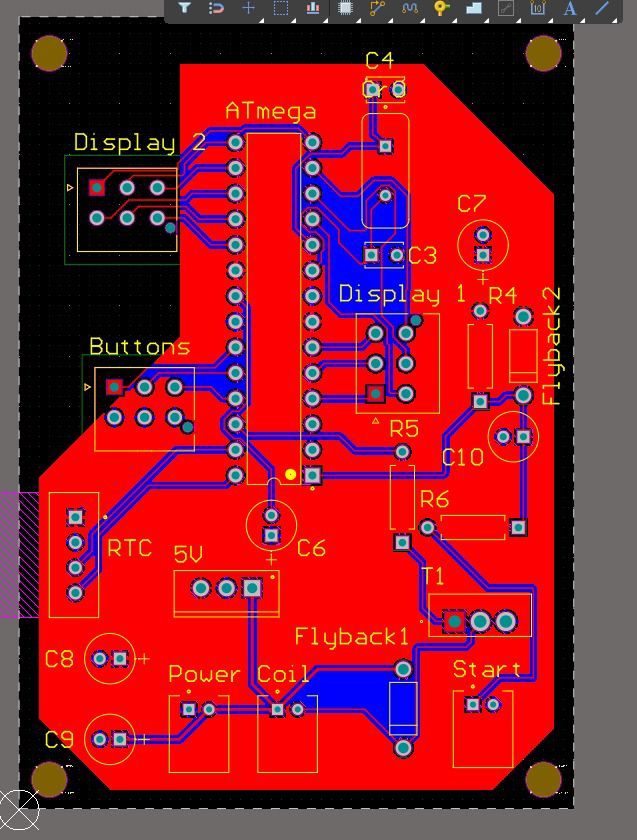 C4
ATmega
Display 2
C7
C3
Display 1
R4
Flyback2
Buttons
R5
C10
R6
C6
RTC
5V
T1
Flyback1
C8
Power
Coil
Start
C9